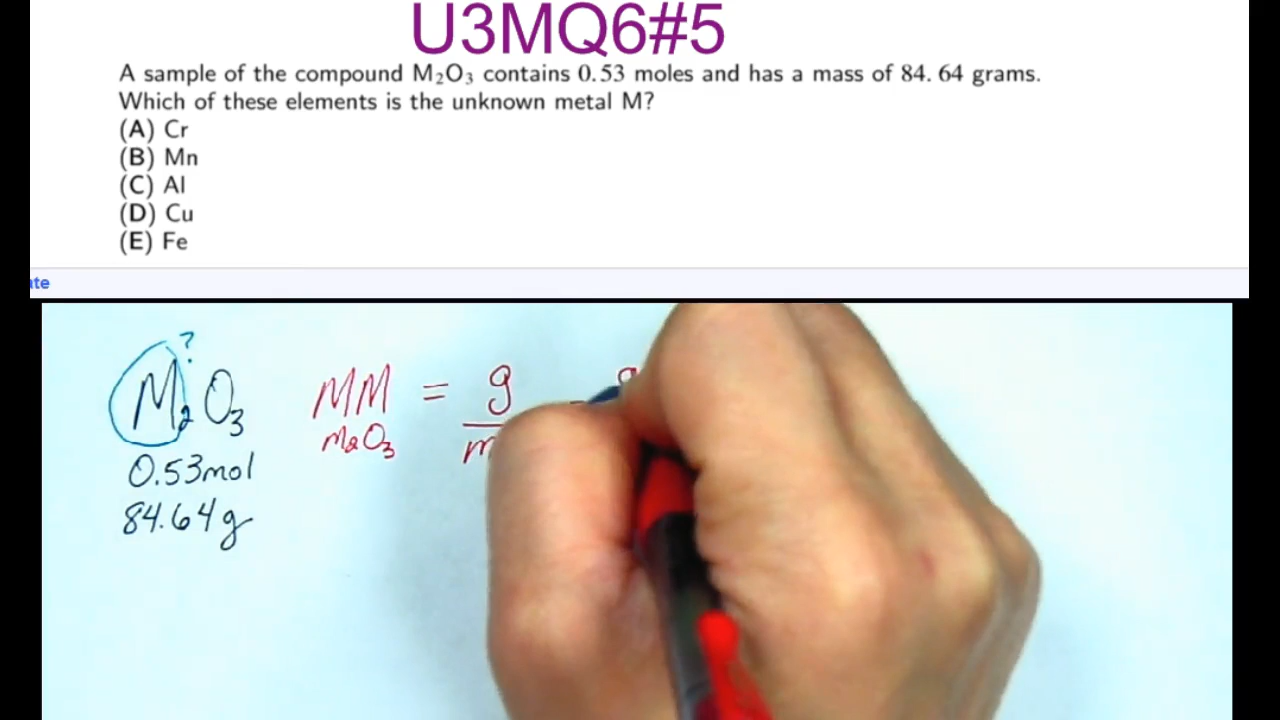 U3MQ6#5
A sample of the compound M₂O₃ contains 0.53 moles and has a mass of 84. 64 grams.
Which of these elements is the unknown metal M?
(A) Cr
(B) Mn
(C) Al
(D) Cu
(E) Fe
ate
?
M₂O₃
0.53mol
84.64g
MM = g
M₂O₃ m